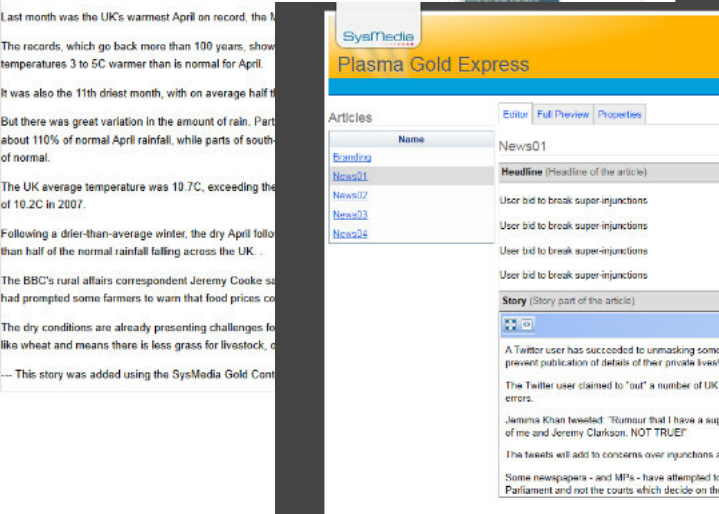 Last month was the UK's warmest April on record, the M
The records, which go back more than 100 years, show
temperatures 3 to 5C warmer than is normal for April.
It was also the 11th driest month, with on average half t
But there was great variation in the amount of rain. Part
about 110% of normal April rainfall, while parts of south-
of normal.
The UK average temperature was 10.7C, exceeding the
of 10.2C in 2007.
Following a drier-than-average winter, the dry April follo
than half of the normal rainfall falling across the UK. .
The BBC's rural affairs correspondent Jeremy Cooke sa
had prompted some farmers to warn that food prices co
The dry conditions are already presenting challenges fo
like wheat and means there is less grass for livestock, c
--- This story was added using the SysMedia Gold Cont
SysMedia
Plasma Gold Express
Articles
Name
Branding
News01
News02
News03
News04
Editor Full Preview Properties
News01
Headline (Headline of the article)
User bid to break super-injunctions
User bid to break super-injunctions
User bid to break super-injunctions
User bid to break super-injunctions
Story (Story part of the article)
A Twitter user has succeeded to unmasking some
prevent publication of details of their private lives
The Twitter user claimed to "out" a number of UK
errors.
Jemima Khan tweeted: "Rumour that I have a sup
of me and Jeremy Clarkson. NOT TRUE!"
The tweets will add to concerns over injunctions a
Some newspapers - and MPs - have attempted to
Parliament and not the courts which decide on the